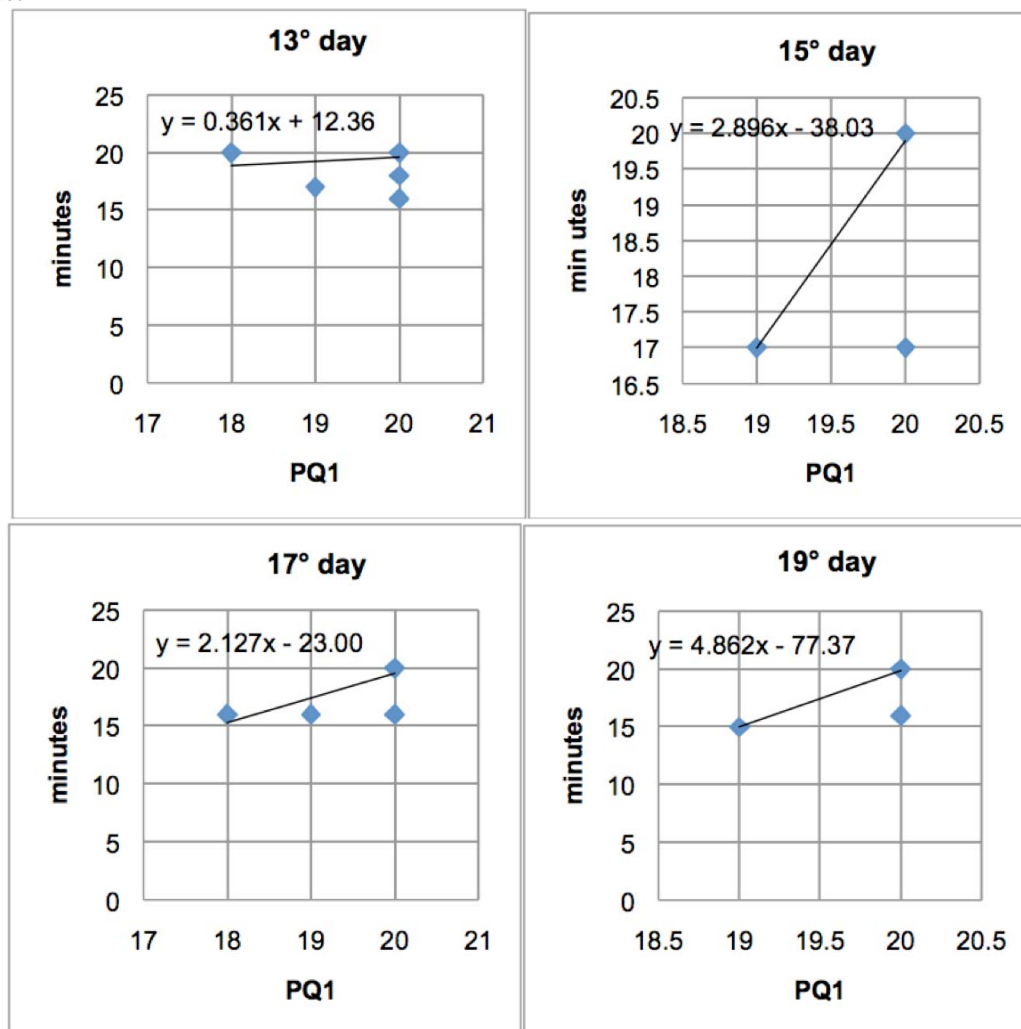 13° day
y = 0.361x + 12.36
25
20
15
10
5
0
minutes
17 18 19 20 21
PQ1
15° day
y = 2.896x - 38.03
20.5
20
19.5
19
18.5
18
17.5
17
16.5
min utes
18.5 19 19.5 20 20.5
PQ1
17° day
y = 2.127x - 23.00
25
20
15
10
5
0
minutes
17 18 19 20 21
PQ1
19° day
y = 4.862x - 77.37
25
20
15
10
5
0
minutes
18.5 19 19.5 20 20.5
PQ1